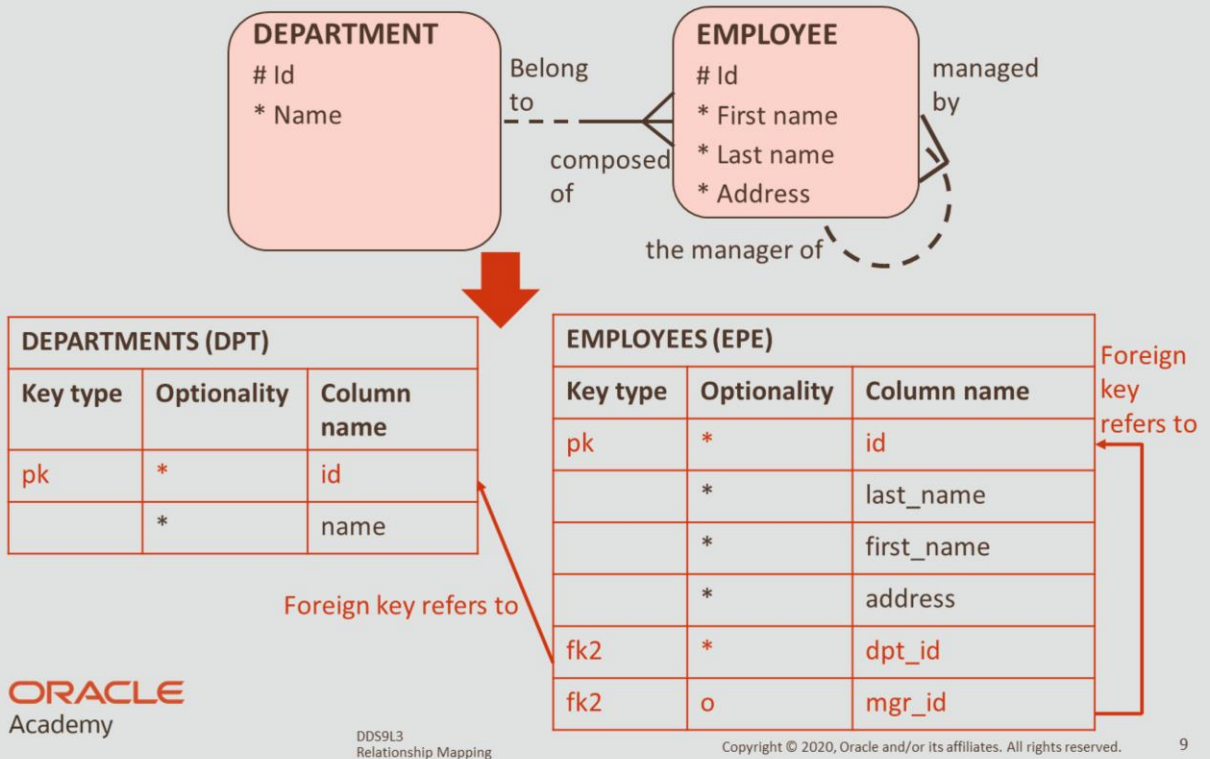 DEPARTMENT
# Id
* Name
Belong
to
composed
of
EMPLOYEE
# Id
* First name
* Last name
* Address
managed
by
the manager of
DEPARTMENTS (DPT)
Key type Optionality Column
name
pk * id
* name
EMPLOYEES (EPE)
Key type Optionality Column name
pk * id
* last_name
* first_name
* address
fk2 * dpt_id
fk2 o mgr_id
Foreign
key
refers to
Foreign key refers to
ORACLE
Academy
DDS9L3
Relationship Mapping
Copyright © 2020, Oracle and/or its affiliates. All rights reserved.
9